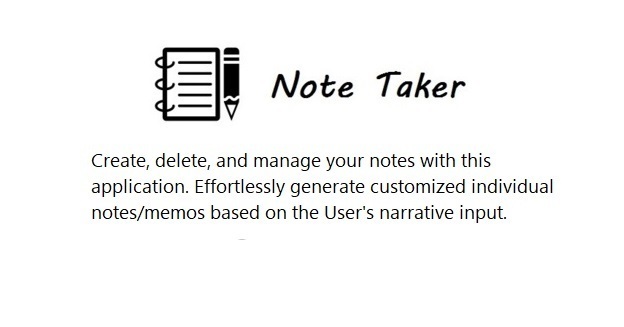 Note Taker
Create, delete, and manage your notes with this
application. Effortlessly generate customized individual
notes/memos based on the User's narrative input.